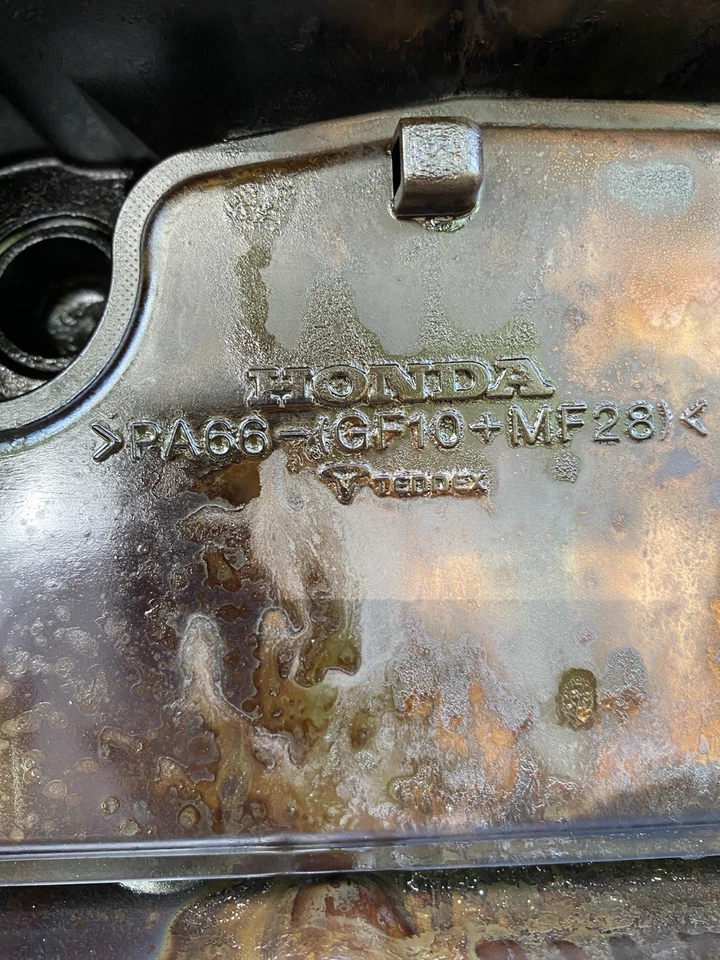 HONDA
>PA66-(GF10+MF28)<
TEDDEX